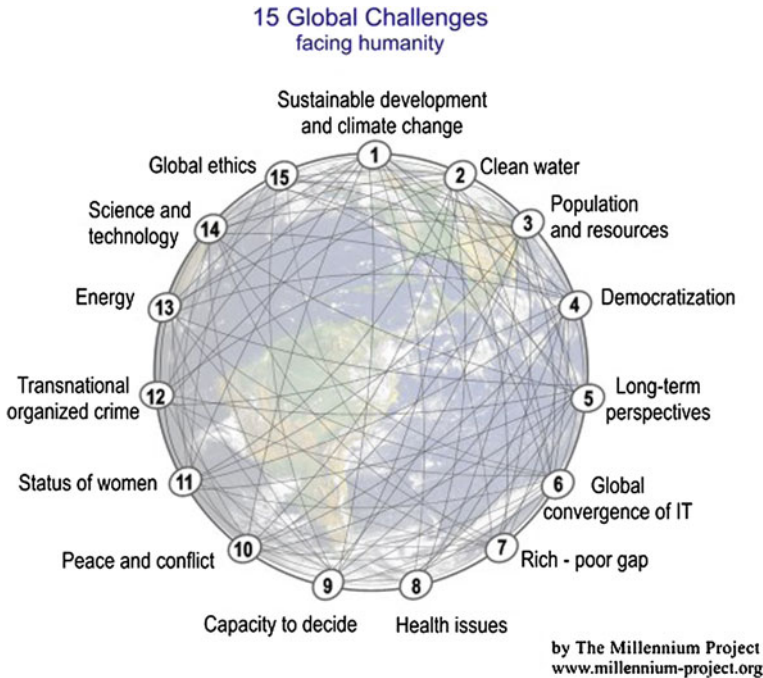 15 Global Challenges
facing humanity
Sustainable development
and climate change
1
2
Clean water
3
Population
and resources
4
Democratization
5
Long-term
perspectives
6
Global
convergence of IT
7
Rich - poor gap
8
Health issues
9
Capacity to decide
10
Peace and conflict
11
Status of women
12
Transnational
organized crime
13
Energy
14
Science and
technology
15
Global ethics
by The Millennium Project
www.millennium-project.org